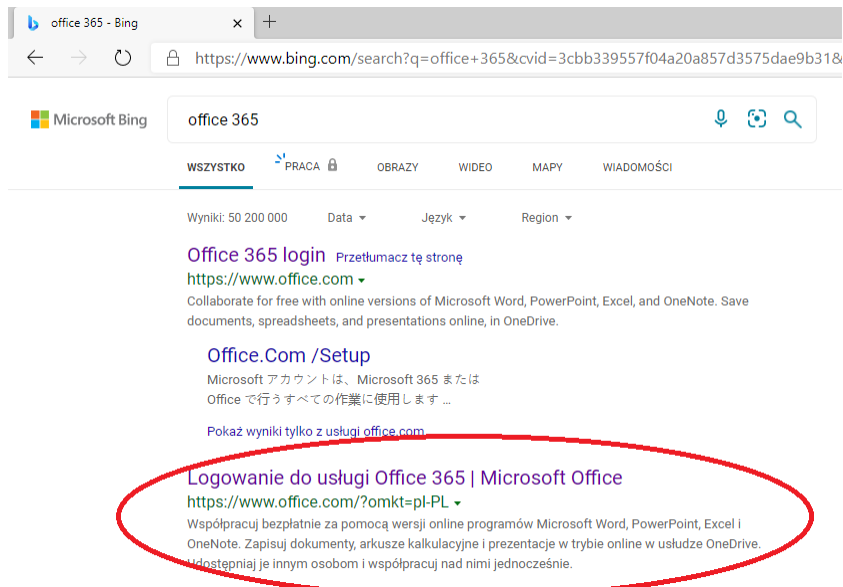 office 365 - Bing
https://www.bing.com/search?q=office+365&cvid=3cbb339557f04a20a857d3575dae9b31&
Microsoft Bing
office 365
WSZYSTKO PRACA OBRAZY WIDEO MAPY WIADOMOŚCI
Wyniki: 50 200 000 Data Język Region
Office 365 login Przetłumacz tę stronę
https://www.office.com
Collaborate for free with online versions of Microsoft Word, PowerPoint, Excel, and OneNote. Save
documents, spreadsheets, and presentations online, in OneDrive.
Office.Com /Setup
Microsoft アカウントは、Microsoft 365 または
Office で行うすべての作業に使用します ...
Pokaż wyniki tylko z usługi office.com
Logowanie do usługi Office 365 | Microsoft Office
https://www.office.com/?omkt=pl-PL
Współpracuj bezpłatnie za pomocą wersji online programów Microsoft Word, PowerPoint, Excel i
OneNote. Zapisuj dokumenty, arkusze kalkulacyjne i prezentacje w trybie online w usłudze OneDrive.
Udostępniaj je innym osobom i współpracuj nad nimi jednocześnie.